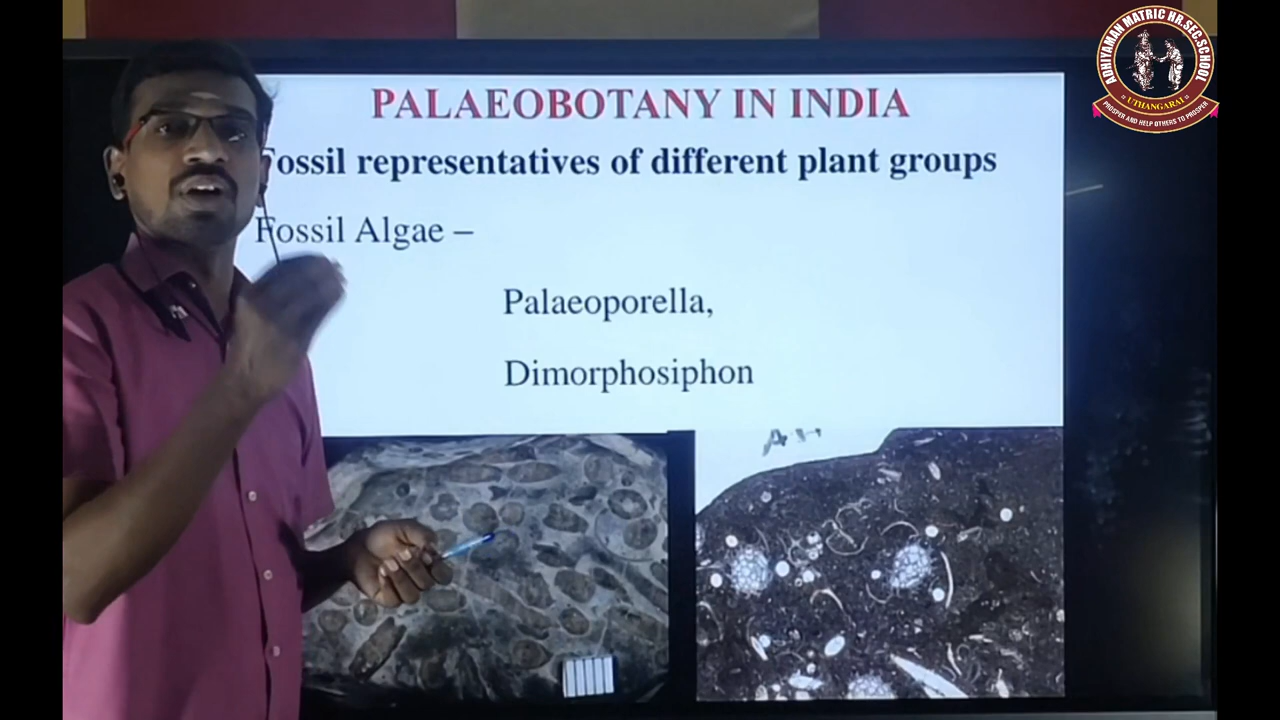 PALAEOBOTANY IN INDIA
Fossil representatives of different plant groups
Fossil Algae –
Palaeoporella,
Dimorphosiphon
ADHIYAMAN MATRIC HR.SEC.SCHOOL
UTHANGARAI
PROSPER AND HELP OTHERS TO PROSPER